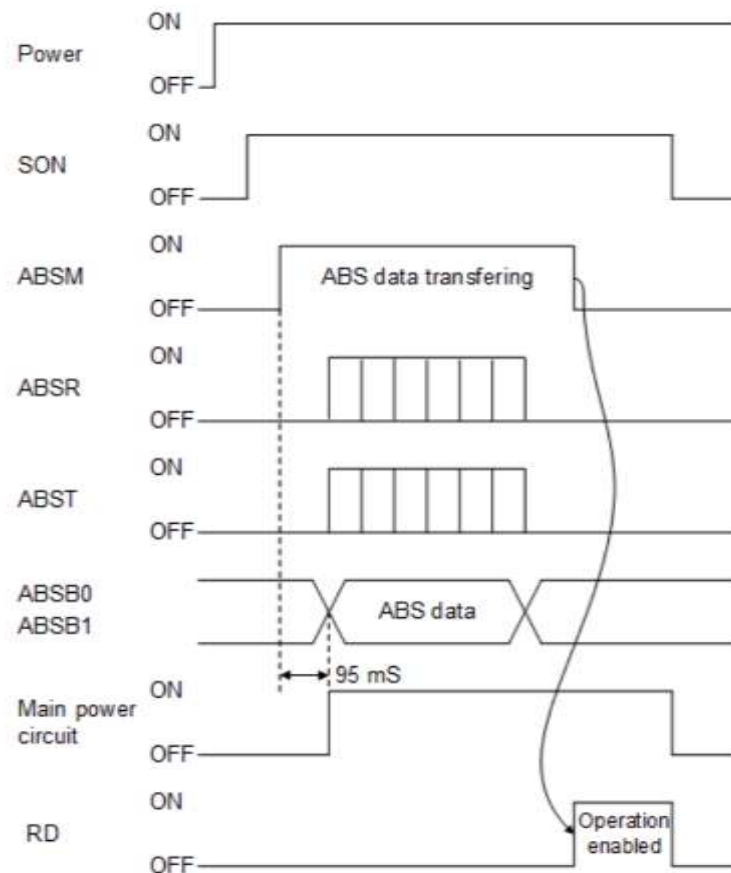 ON
Power
OFF
ON
SON
OFF
ON
ABSM
ABS data transfering
OFF
ON
ABSR
OFF
ON
ABST
OFF
ABSB0
ABS data
ABSB1
95 mS
ON
Main power
circuit
OFF
ON
RD
Operation
enabled
OFF